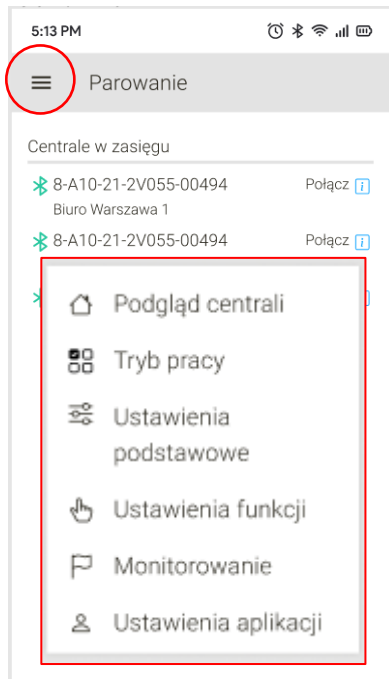 5:13 PM
Parowanie
Centrale w zasięgu
8-A10-21-2V055-00494 Połącz i
Biuro Warszawa 1
8-A10-21-2V055-00494 Połącz i
Podgląd centrali
Tryb pracy
Ustawienia
podstawowe
Ustawienia funkcji
Monitorowanie
Ustawienia aplikacji